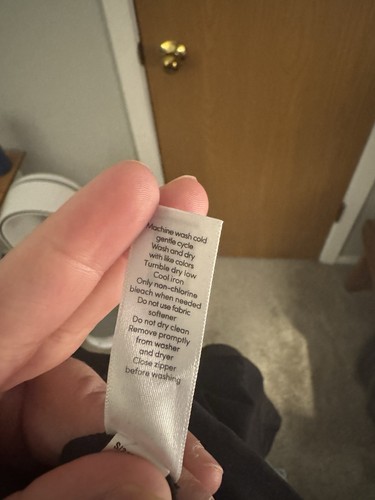 Machine wash cold
gentle cycle
Wash and dry
with like colors
Tumble dry low
Cool iron
Only non-chlorine
bleach when needed
Do not use fabric
softener
Do not dry clean
Remove promptly
from washer
and dryer
Close zipper
before washing